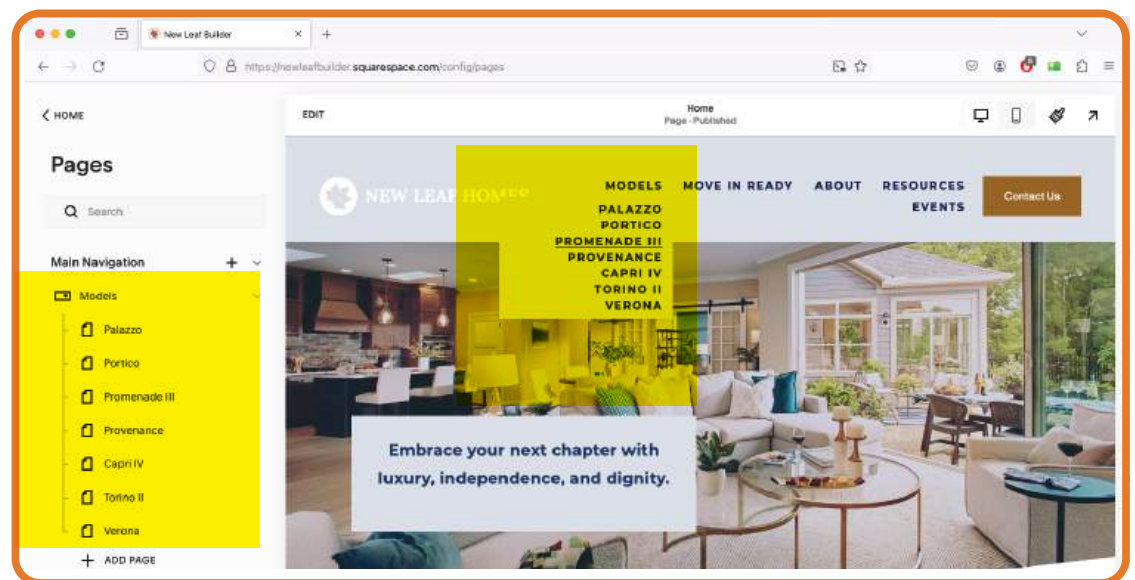 New Leaf Builder
https://newleafbuilder.squarespace.com/config/pages
HOME
EDIT
Home
Page · Published
Pages
Search
Main Navigation
Models
Palazzo
Portico
Promenade III
Provenance
Capri IV
Torino II
Verona
ADD PAGE
NEW LEAF HOMES
MODELS
PALAZZO
PORTICO
PROMENADE III
PROVENANCE
CAPRI IV
TORINO II
VERONA
MOVE IN READY
ABOUT
RESOURCES
EVENTS
Contact Us
Embrace your next chapter with
luxury, independence, and dignity.